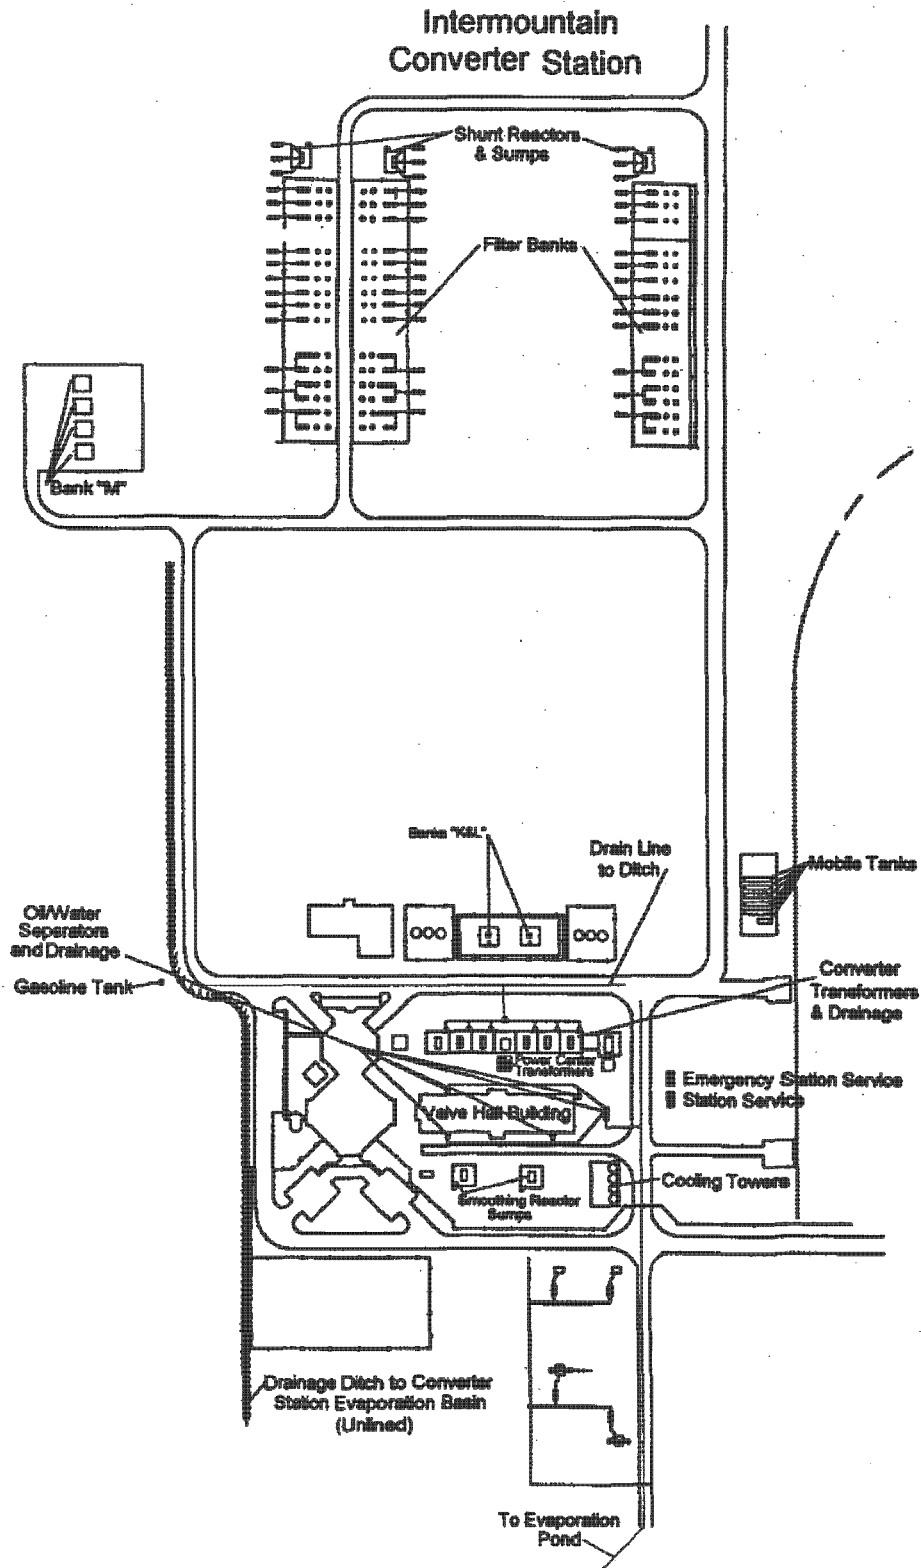 Intermountain
Converter Station
Shunt Reactors
& Sumps
Filter Banks
Bank "M"
Banks "K&L"
Drain Line
to Ditch
Mobile Tanks
Oil/Water
Seperators
and Drainage
Gasoline Tank
Converter
Transformers
& Drainage
Power Center
Transformers
Emergency Station Service
Station Service
Valve Hall Building
Cooling Towers
Smoothing Reactor
Sumps
Drainage Ditch to Converter
Station Evaporation Basin
(Unlined)
To Evaporation
Pond